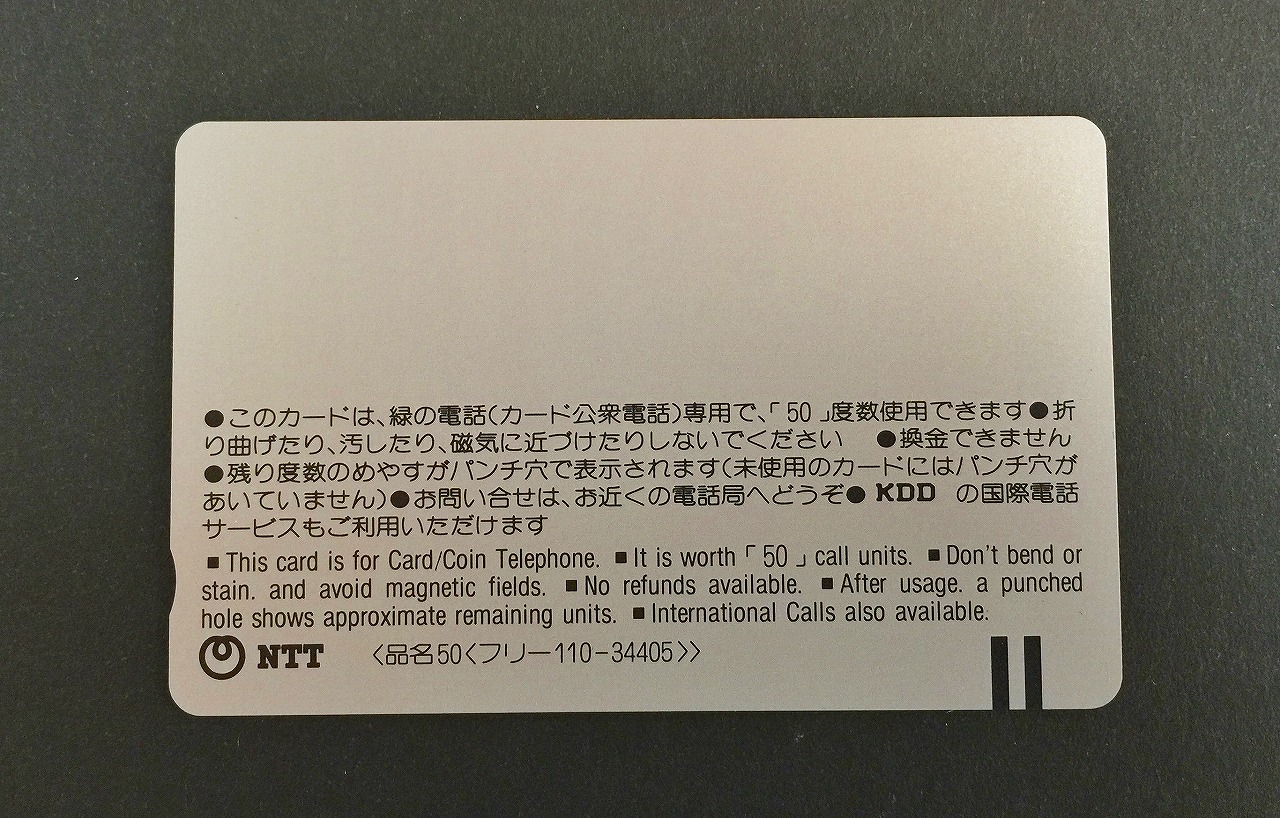 ●このカードは、緑の電話(カード公衆電話)専用で、「50」度数使用できます●折
り曲げたり、汚したり、磁気に近づけたりしないでください　●換金できません
●残り度数のめやすがパンチ穴で表示されます(未使用のカードにはパンチ穴が
あいていません)●お問い合せは、お近くの電話局へどうぞ● KDD の国際電話
サービスもご利用いただけます
■This card is for Card/Coin Telephone. ■It is worth「50」call units. ■Don't bend or
stain. and avoid magnetic fields. ■No refunds available. ■After usage. a punched
hole shows approximate remaining units. ■International Calls also available.
NTT 〈品名50〈フリー110-34405〉〉